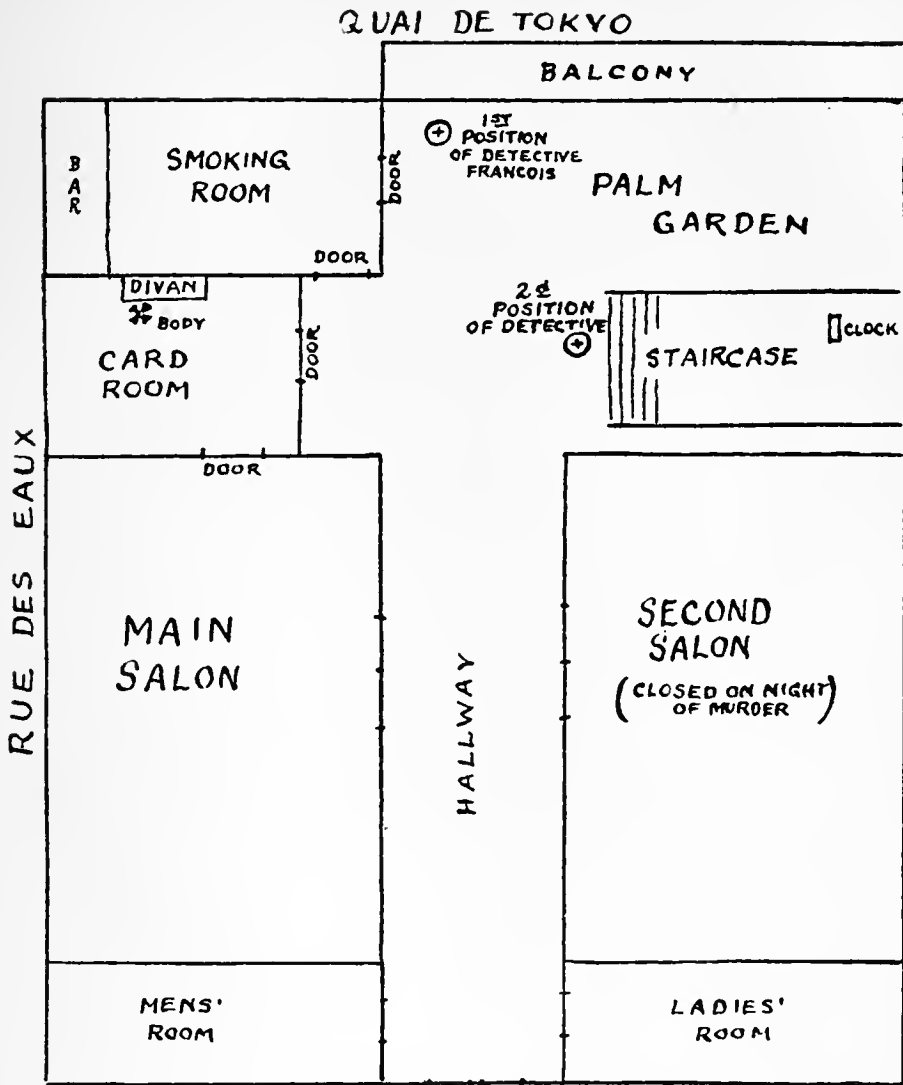 QUAI DE TOKYO
BALCONY
1ST
POSITION
OF DETECTIVE
FRANCOIS
BAR
SMOKING
ROOM
DOOR
PALM
GARDEN
DOOR
DIVAN
BODY
2d
POSITION
OF DETECTIVE
CLOCK
DOOR
STAIRCASE
CARD
ROOM
DOOR
RUE DES EAUX
MAIN
SALON
HALLWAY
SECOND
SALON
(CLOSED ON NIGHT
OF MURDER)
MENS'
ROOM
LADIES'
ROOM